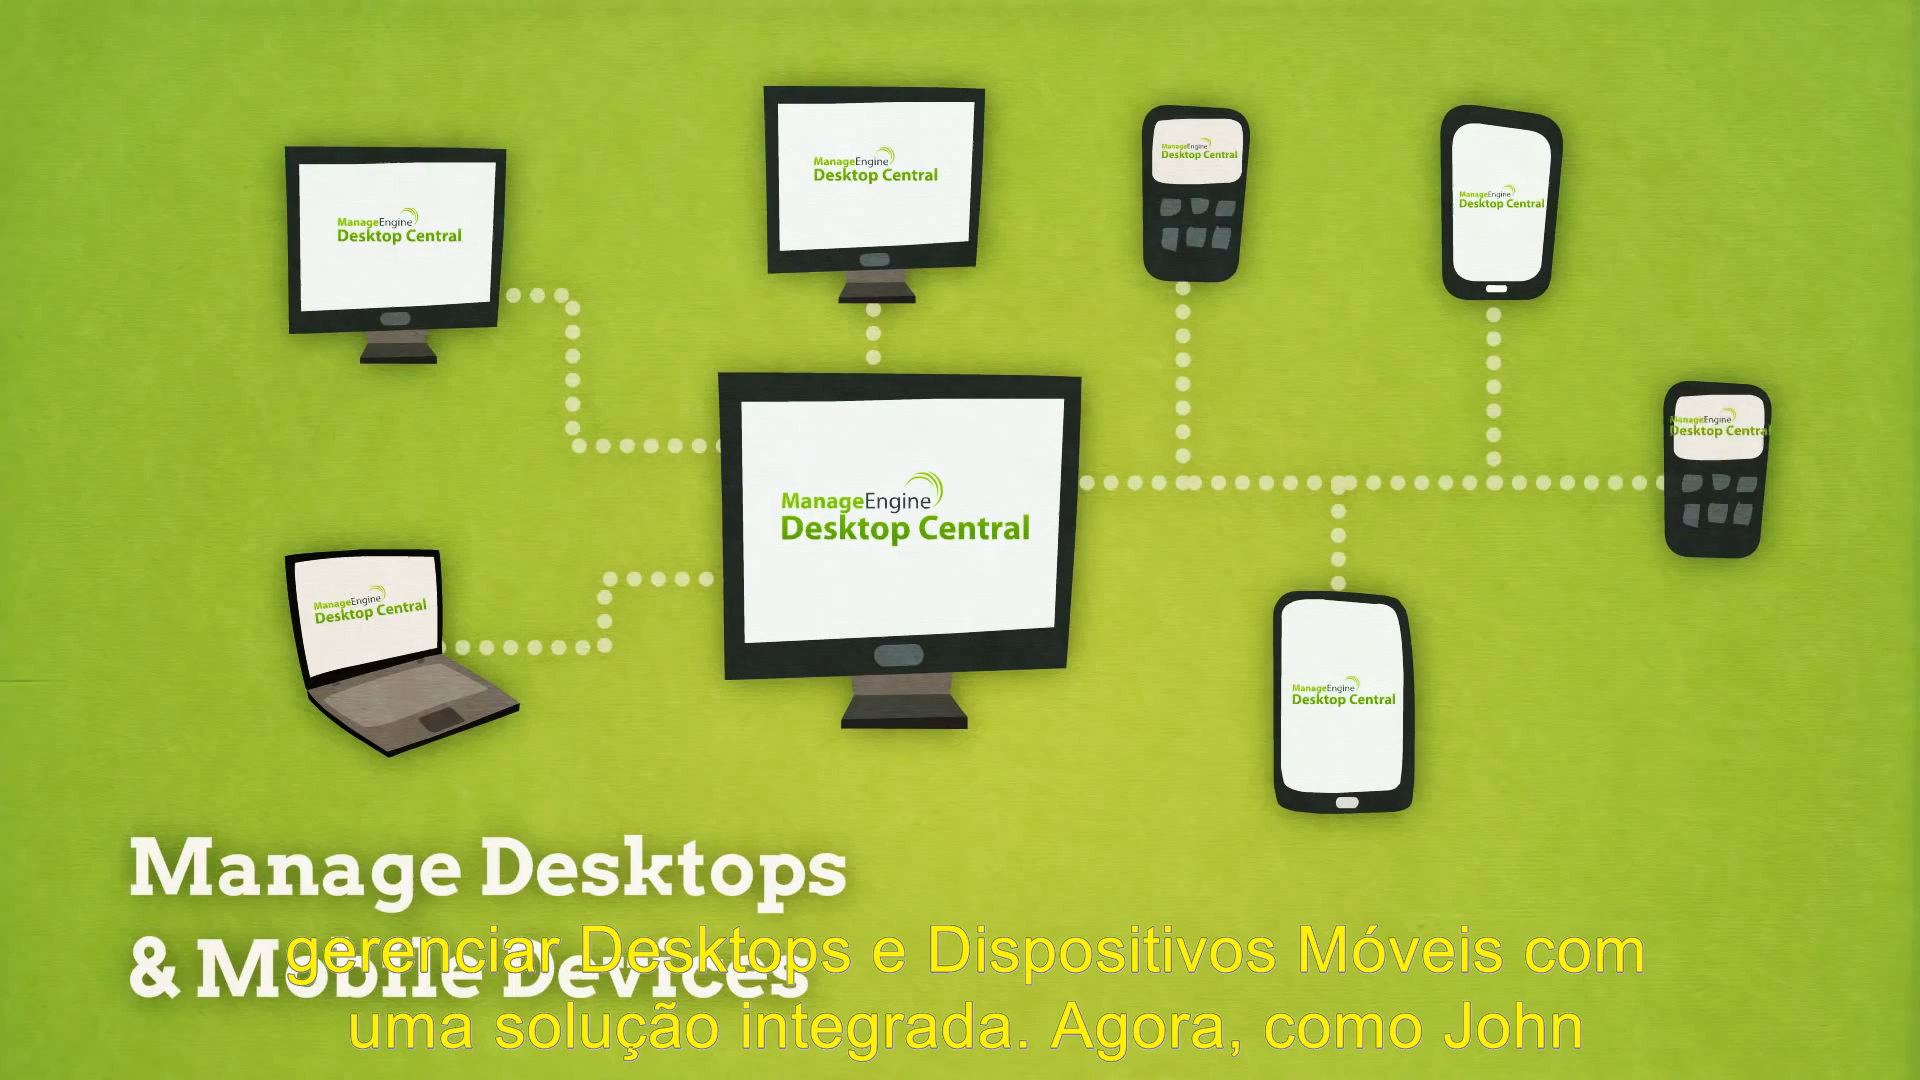 ManageEngine
Desktop Central
ManageEngine
Desktop Central
ManageEngine
Desktop Central
ManageEngine
Desktop Central
ManageEngine
Desktop Central
ManageEngine
Desktop Central
ManageEngine
Desktop Central
ManageEngine
Desktop Central
ManageEngine
Desktop Central
Manage Desktops
& Mobile Devices
gerenciar Desktops e Dispositivos Móveis com
uma solução integrada. Agora, como John